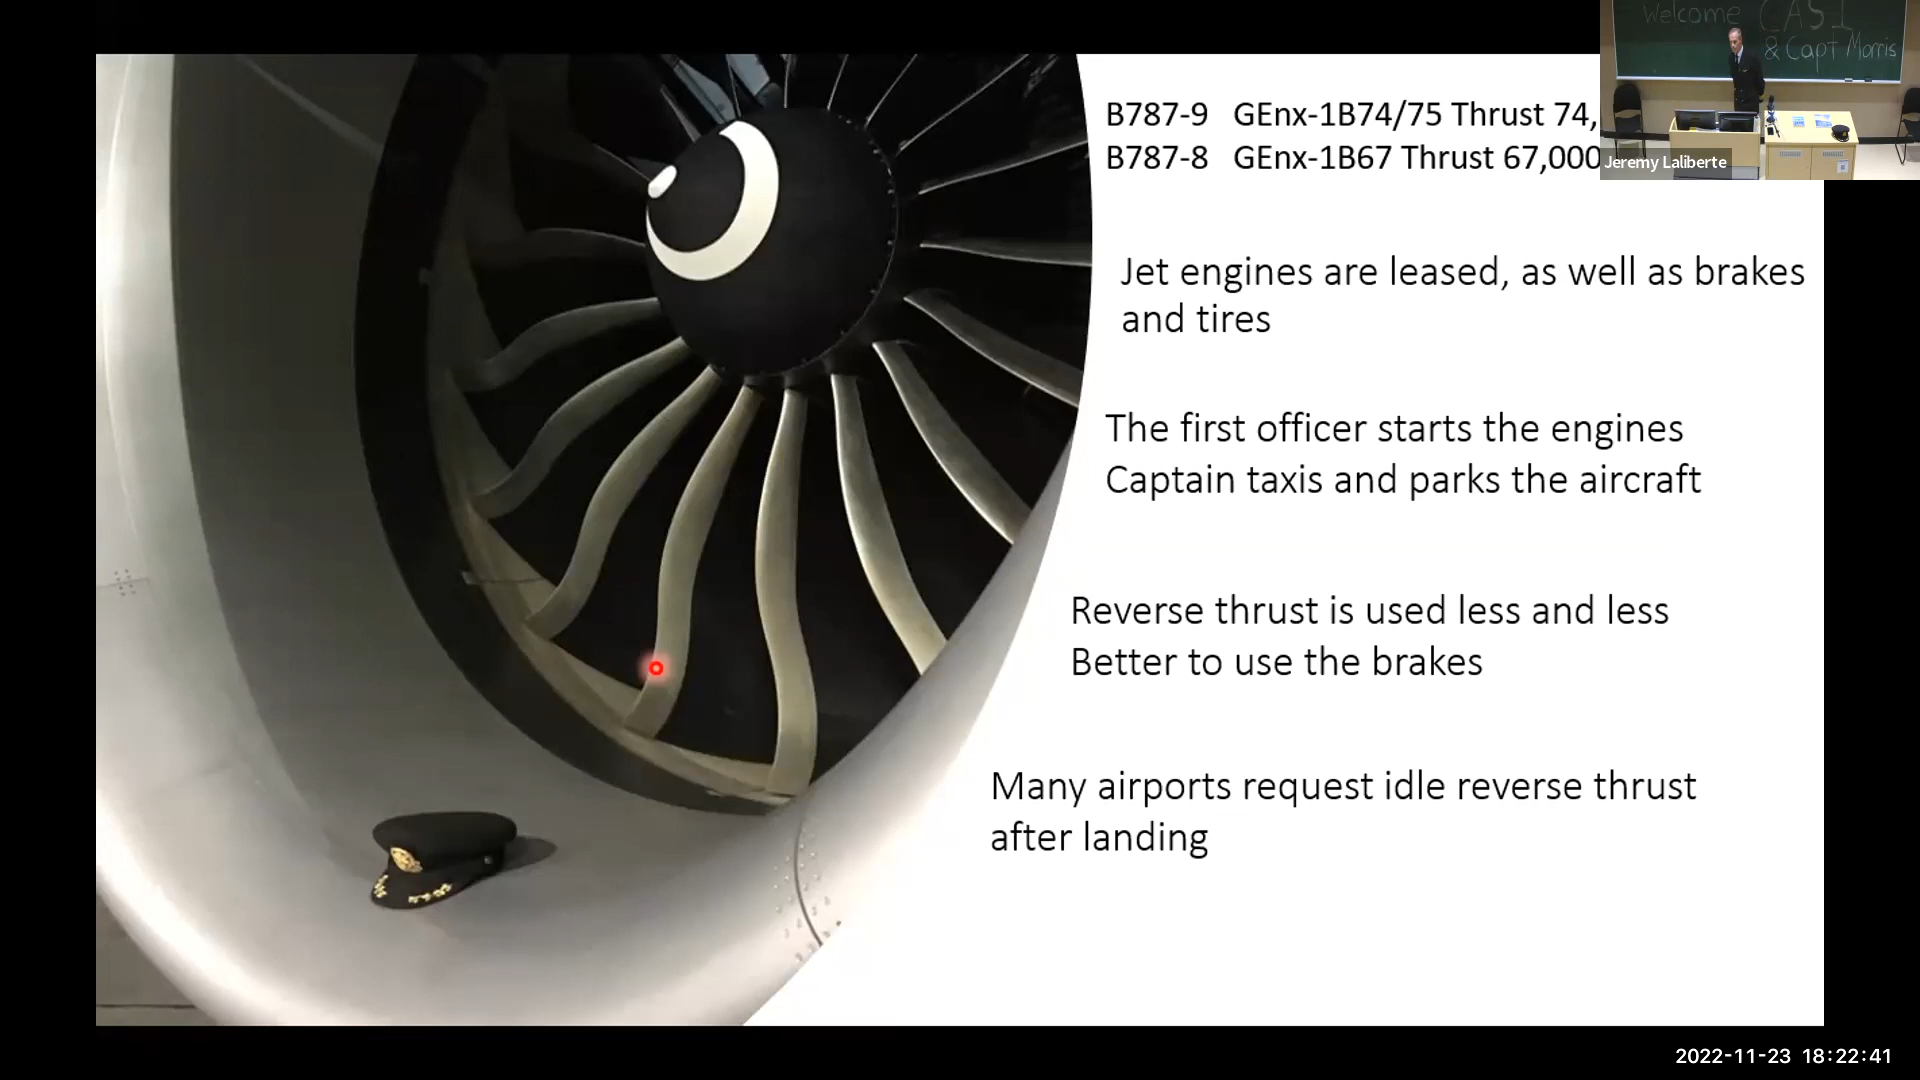 B787-9 GEnx-1B74/75 Thrust 74,
B787-8 GEnx-1B67 Thrust 67,000
Jet engines are leased, as well as brakes
and tires
The first officer starts the engines
Captain taxis and parks the aircraft
Reverse thrust is used less and less
Better to use the brakes
Many airports request idle reverse thrust
after landing
Welcome CASI
& Capt Morris
Jeremy Laliberte
2022-11-23 18:22:41